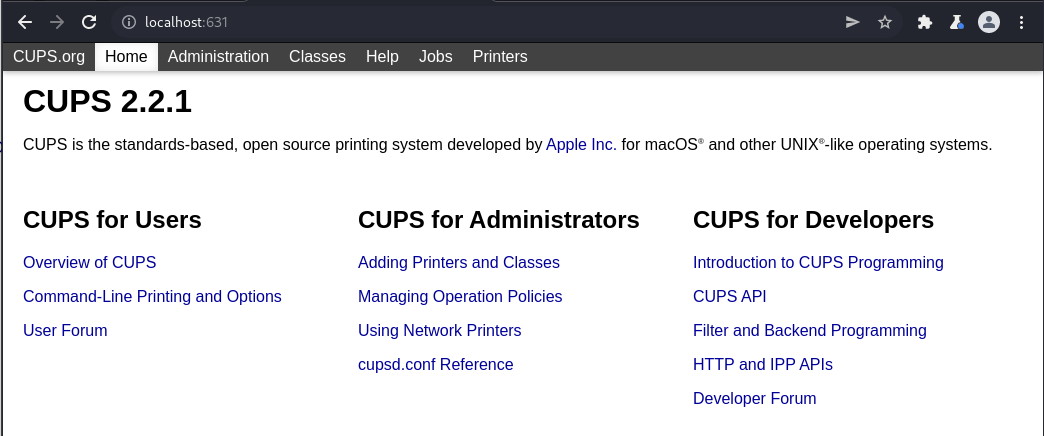 localhost:631
CUPS.org Home Administration Classes Help Jobs Printers
CUPS 2.2.1
CUPS is the standards-based, open source printing system developed by Apple Inc. for macOS® and other UNIX®-like operating systems.
CUPS for Users
Overview of CUPS
Command-Line Printing and Options
User Forum
CUPS for Administrators
Adding Printers and Classes
Managing Operation Policies
Using Network Printers
cupsd.conf Reference
CUPS for Developers
Introduction to CUPS Programming
CUPS API
Filter and Backend Programming
HTTP and IPP APIs
Developer Forum